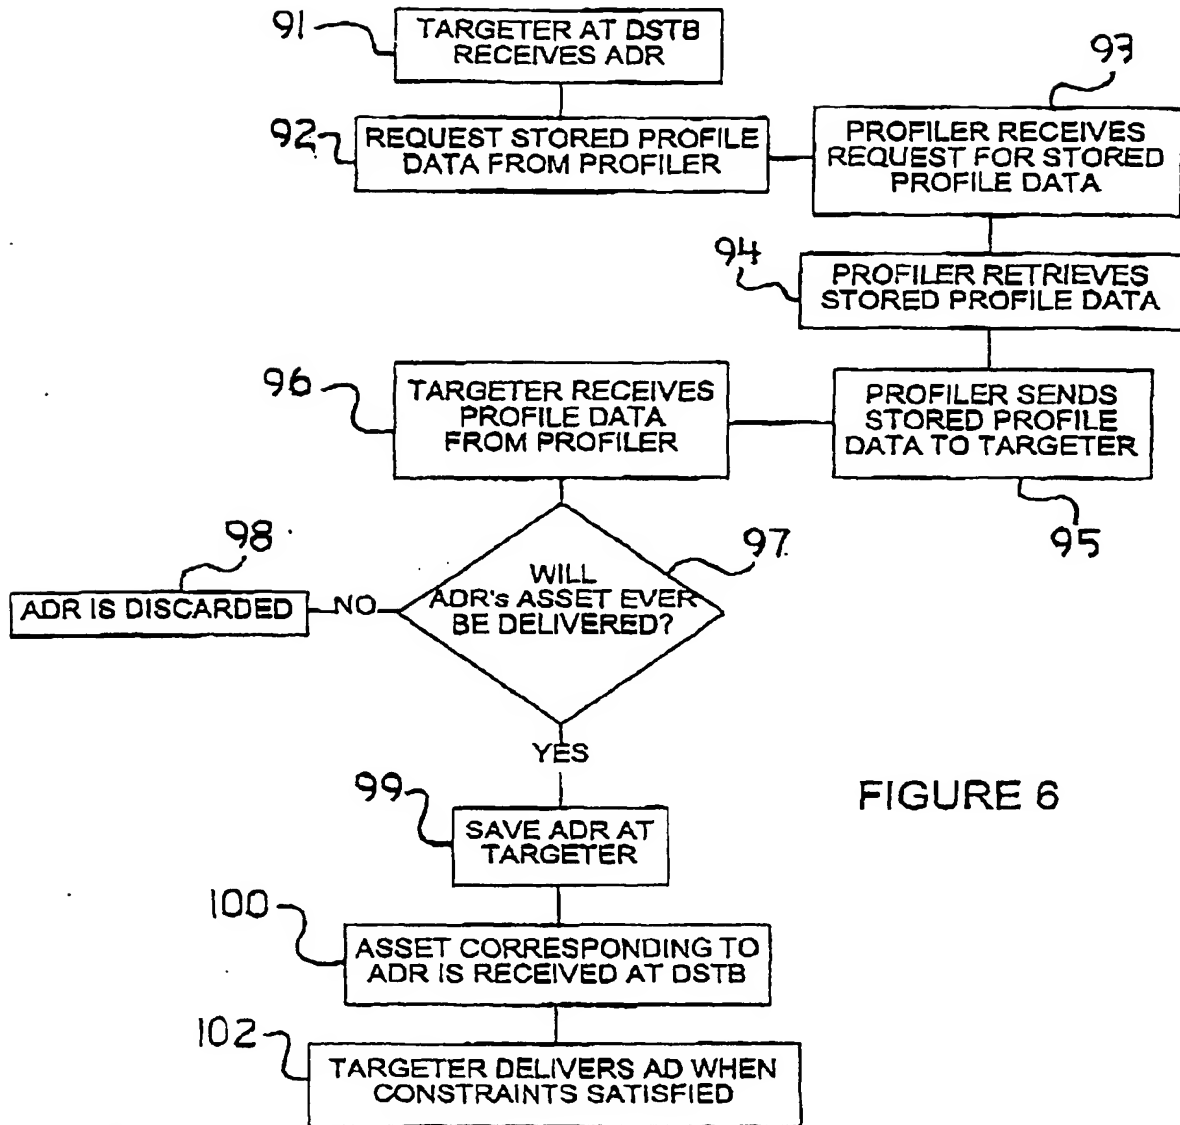 91
TARGETER AT DSTB
RECEIVES ADR
92
REQUEST STORED PROFILE
DATA FROM PROFILER
93
PROFILER RECEIVES
REQUEST FOR STORED
PROFILE DATA
94
PROFILER RETRIEVES
STORED PROFILE DATA
95
PROFILER SENDS
STORED PROFILE
DATA TO TARGETER
96
TARGETER RECEIVES
PROFILE DATA
FROM PROFILER
97
WILL
ADR's ASSET EVER
BE DELIVERED?
98
ADR IS DISCARDED
NO
YES
99
SAVE ADR AT
TARGETER
FIGURE 6
100
ASSET CORRESPONDING TO
ADR IS RECEIVED AT DSTB
102
TARGETER DELIVERS AD WHEN
CONSTRAINTS SATISFIED